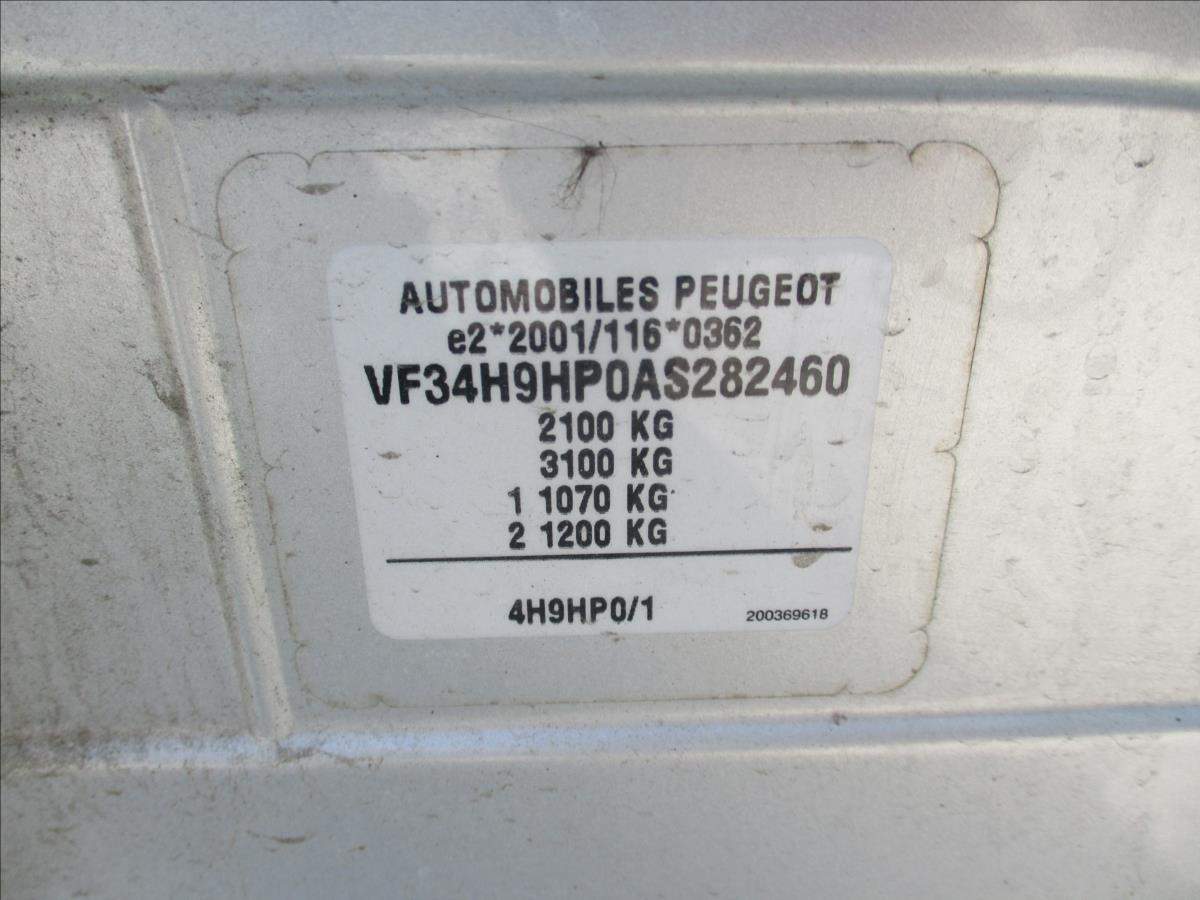 AUTOMOBILES PEUGEOT
e2*2001/116*0362
VF34H9HP0AS282460
2100 KG
3100 KG
1 1070 KG
2 1200 KG
4H9HP0/1
200369618